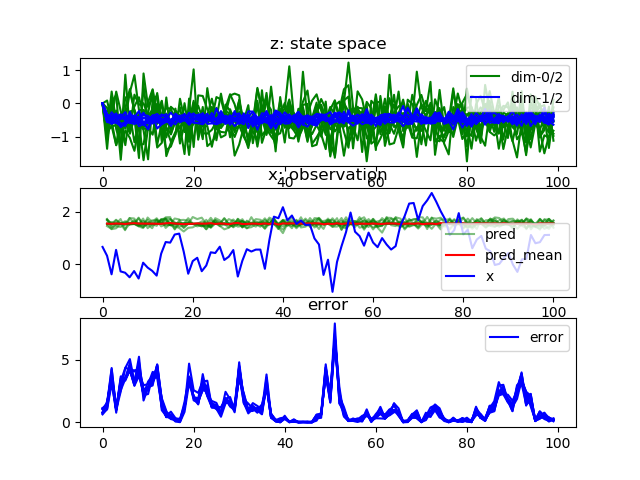 z: state space
1
0
−1
dim-0/2
dim-1/2
0
20
40
60
80
100
x: observation
2
0
pred
pred_mean
x
0
20
40
60
80
100
error
5
0
error
0
20
40
60
80
100